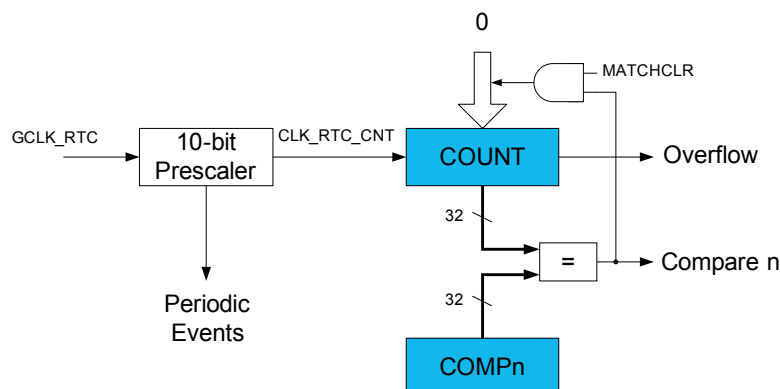 0
MATCHCLR
GCLK_RTC
10-bit
Prescaler
CLK_RTC_CNT
COUNT
Overflow
32
=
Compare n
Periodic
Events
32
COMPn